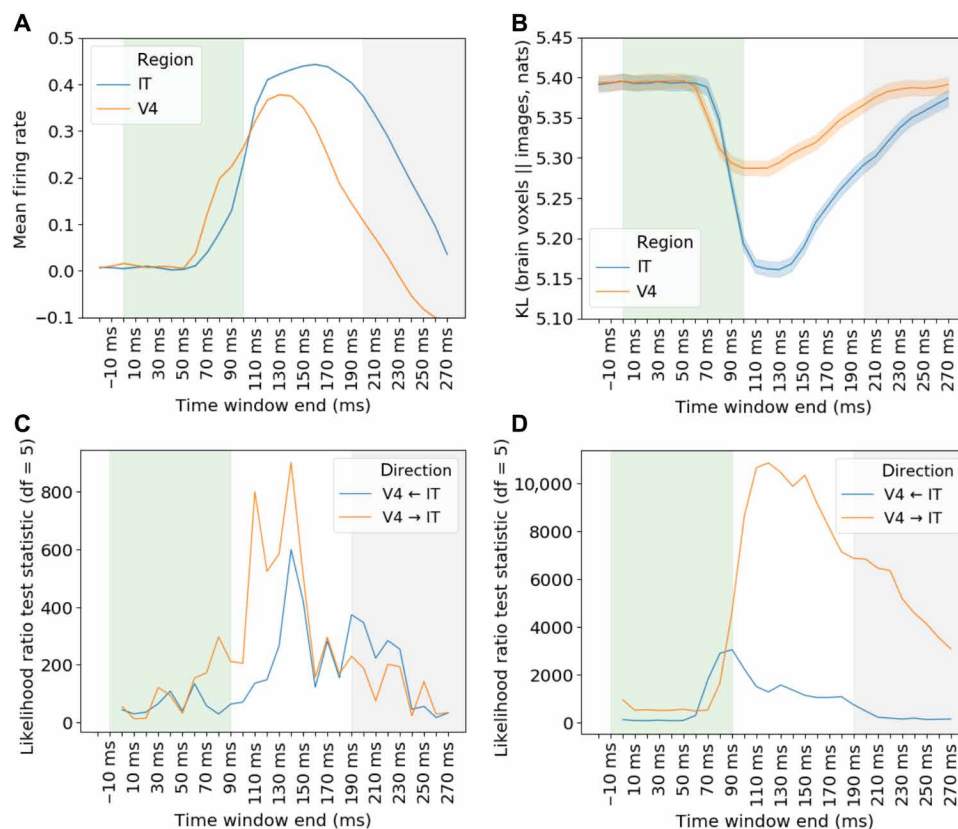 A
Mean firing rate
0.5
0.4
0.3
0.2
0.1
0.0
−0.1
Region
IT
V4
−10 ms
10 ms
30 ms
50 ms
70 ms
90 ms
110 ms
130 ms
150 ms
170 ms
190 ms
210 ms
230 ms
250 ms
270 ms
Time window end (ms)
B
KL (brain voxels || images, nats)
5.45
5.40
5.35
5.30
5.25
5.20
5.15
5.10
Region
IT
V4
−10 ms
10 ms
30 ms
50 ms
70 ms
90 ms
110 ms
130 ms
150 ms
170 ms
190 ms
210 ms
230 ms
250 ms
270 ms
Time window end (ms)
C
Likelihood ratio test statistic (df = 5)
800
600
400
200
0
Direction
V4 ← IT
V4 → IT
−10 ms
10 ms
30 ms
50 ms
70 ms
90 ms
110 ms
130 ms
150 ms
170 ms
190 ms
210 ms
230 ms
250 ms
270 ms
Time window end (ms)
D
Likelihood ratio test statistic (df = 5)
10,000
8000
6000
4000
2000
0
Direction
V4 ← IT
V4 → IT
−10 ms
10 ms
30 ms
50 ms
70 ms
90 ms
110 ms
130 ms
150 ms
170 ms
190 ms
210 ms
230 ms
250 ms
270 ms
Time window end (ms)